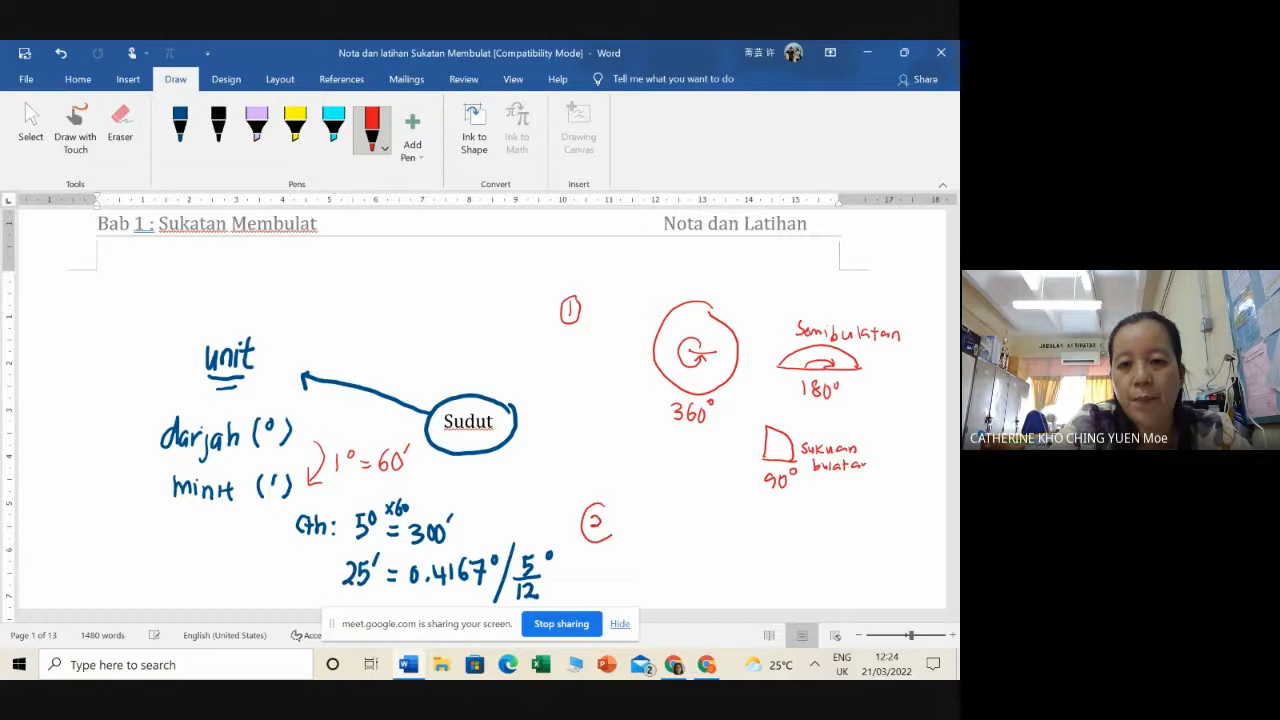 Nota dan latihan Sukatan Membulat [Compatibility Mode] - Word
菁芸 许
File Home Insert Draw Design Layout References Mailings Review View Help Tell me what you want to do Share
Select
Draw with Touch
Eraser
Add Pen
Ink to Shape
Ink to Math
Drawing Canvas
Tools Pens Convert Insert
Bab 1 : Sukatan Membulat Nota dan Latihan
unit
darjah (°)
minit (')
1° = 60'
Cth: 5° ×60 = 300'
25' = 0.4167° / 5/12°
Sudut
1
360°
Semibulatan
180°
Sukuan
bulatan
90°
2
meet.google.com is sharing your screen. Stop sharing Hide
Page 1 of 13 1480 words English (United States)
Type here to search
2
25°C
ENG
UK
12:24
21/03/2022
CATHERINE KHO CHING YUEN Moe